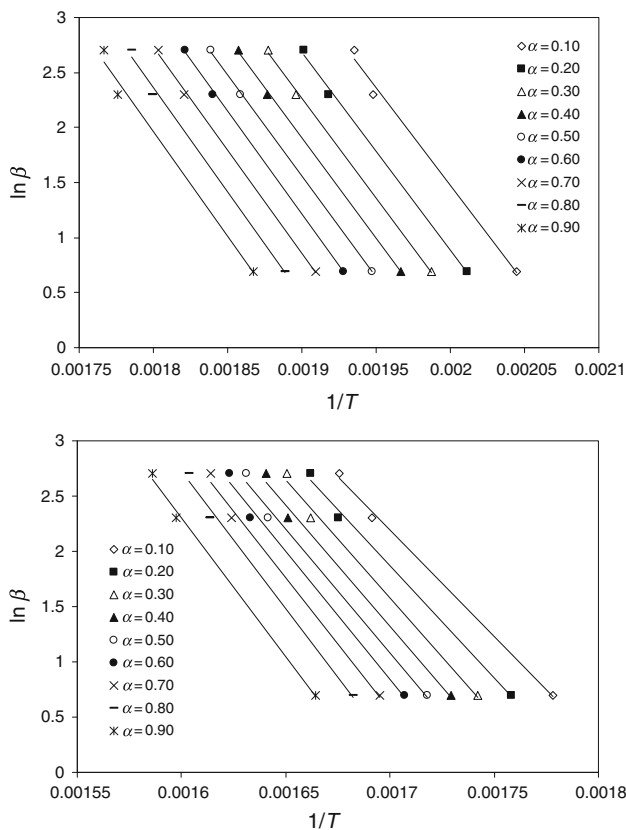 3
2.5
2
1.5
1
0.5
0
ln β
α = 0.10
α = 0.20
α = 0.30
α = 0.40
α = 0.50
α = 0.60
α = 0.70
α = 0.80
α = 0.90
0.00175 0.0018 0.00185 0.0019 0.00195 0.002 0.00205 0.0021
1/T
3
2.5
2
1.5
1
0.5
0
ln β
α = 0.10
α = 0.20
α = 0.30
α = 0.40
α = 0.50
α = 0.60
α = 0.70
α = 0.80
α = 0.90
0.00155 0.0016 0.00165 0.0017 0.00175 0.0018
1/T